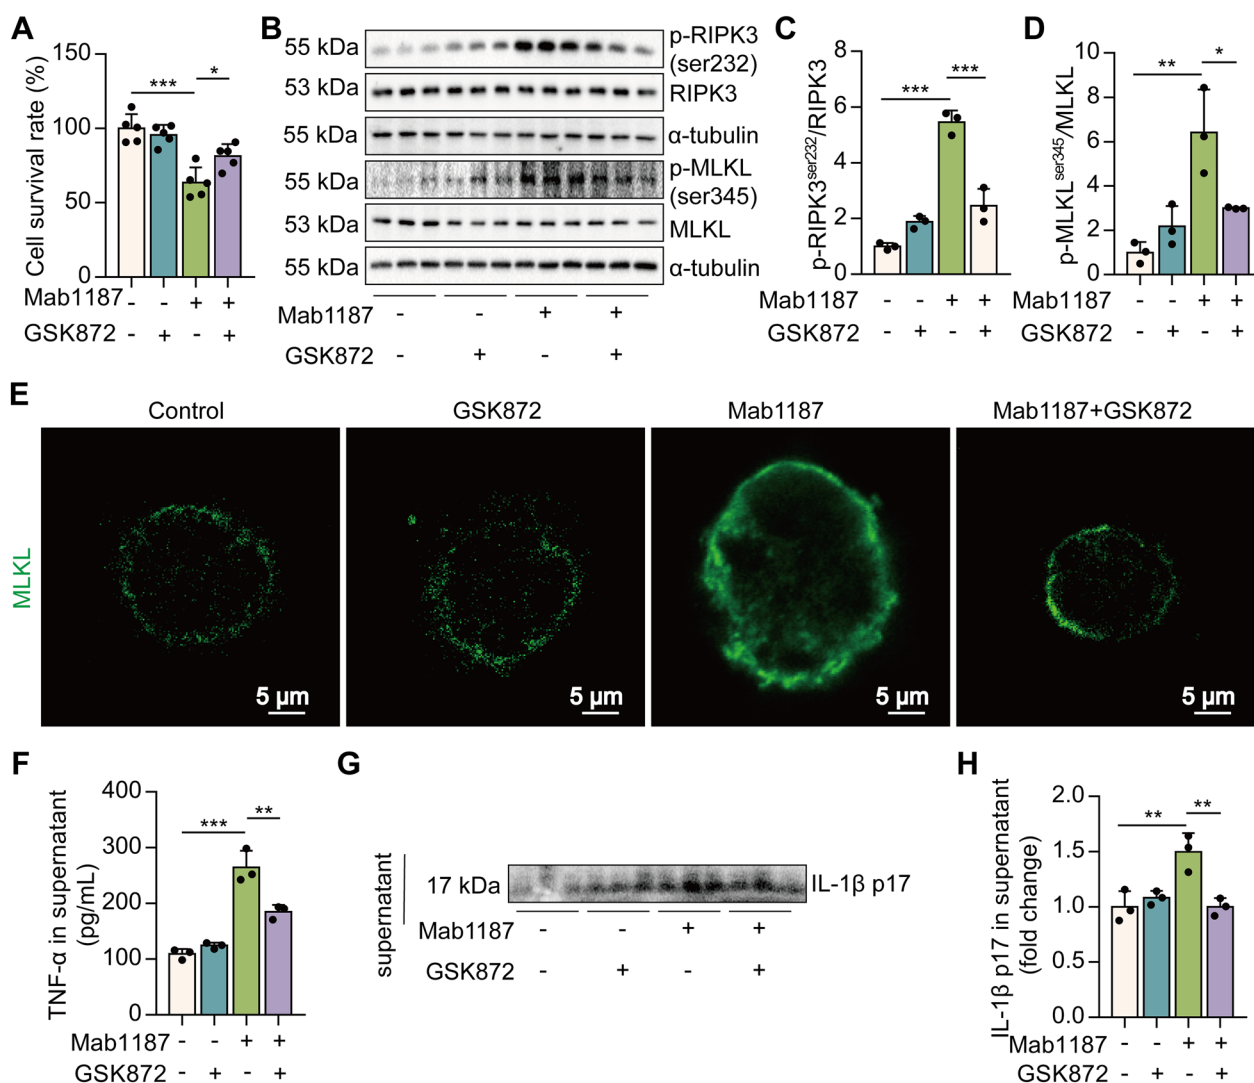 A
Cell survival rate (%)
150
100
50
0
***
*
Mab1187 - - + +
GSK872 - + - +
B
55 kDa p-RIPK3
(ser232)
53 kDa RIPK3
55 kDa α-tubulin
55 kDa p-MLKL
(ser345)
53 kDa MLKL
55 kDa α-tubulin
Mab1187 - - + +
GSK872 - + - +
C
p-RIPK3ser232/RIPK3
8
6
4
2
0
***
***
Mab1187 - - + +
GSK872 - + - +
D
p-MLKLser345/MLKL
10
8
6
4
2
0
**
*
Mab1187 - - + +
GSK872 - + - +
E
Control GSK872 Mab1187 Mab1187+GSK872
MLKL
5 µm 5 µm 5 µm 5 µm
F
TNF-α in supernatant
(pg/mL)
400
300
200
100
0
***
**
Mab1187 - - + +
GSK872 - + - +
G
supernatant
17 kDa IL-1β p17
Mab1187 - - + +
GSK872 - + - +
H
IL-1β p17 in supernatant
(fold change)
2.0
1.5
1.0
0.5
0.0
**
**
Mab1187 - - + +
GSK872 - + - +